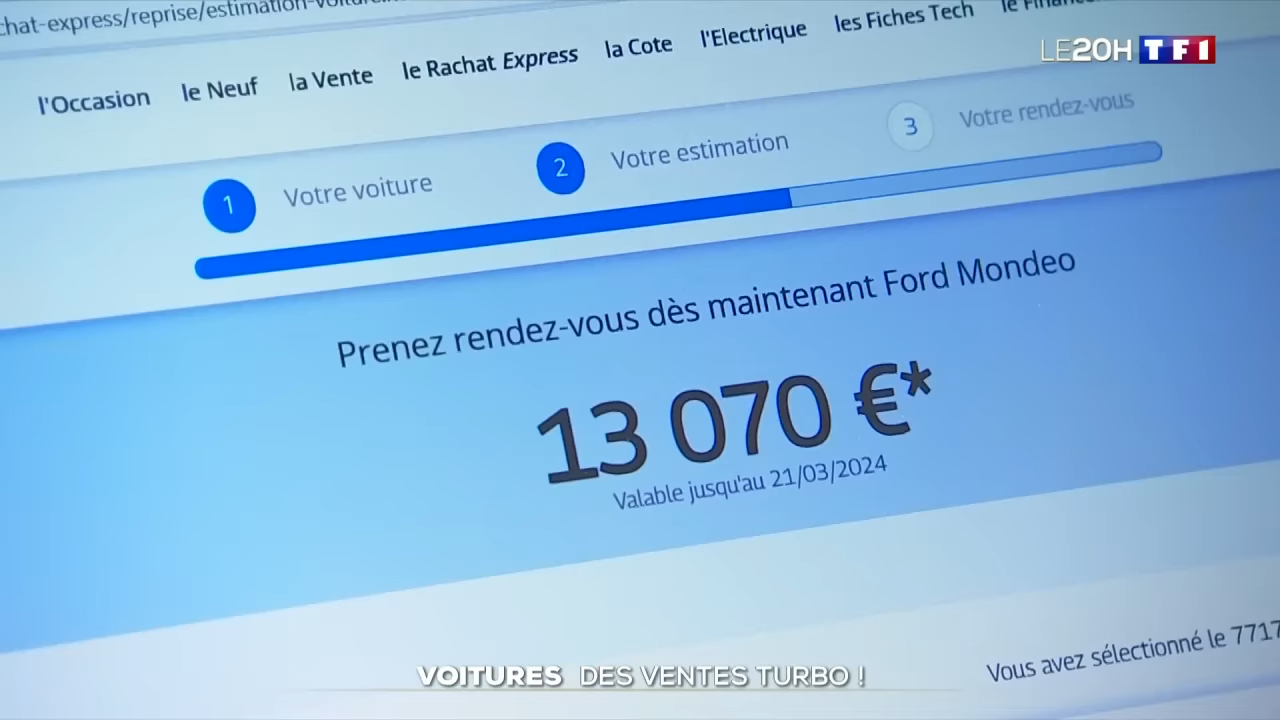 chat-express/reprise/estimation-voiture
l'Occasion le Neuf la Vente le Rachat Express la Cote l'Electrique les Fiches Tech le
LE20H TF1
1 Votre voiture 2 Votre estimation 3 Votre rendez-vous
Prenez rendez-vous dès maintenant Ford Mondeo
13 070 €*
Valable jusqu'au 21/03/2024
Vous avez sélectionné le 7717
VOITURES DES VENTES TURBO !